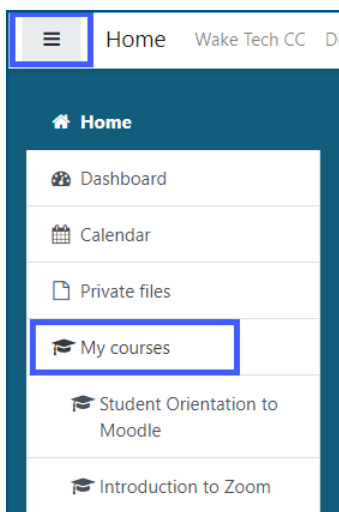 Home Wake Tech CC
Home
Dashboard
Calendar
Private files
My courses
Student Orientation to
Moodle
Introduction to Zoom